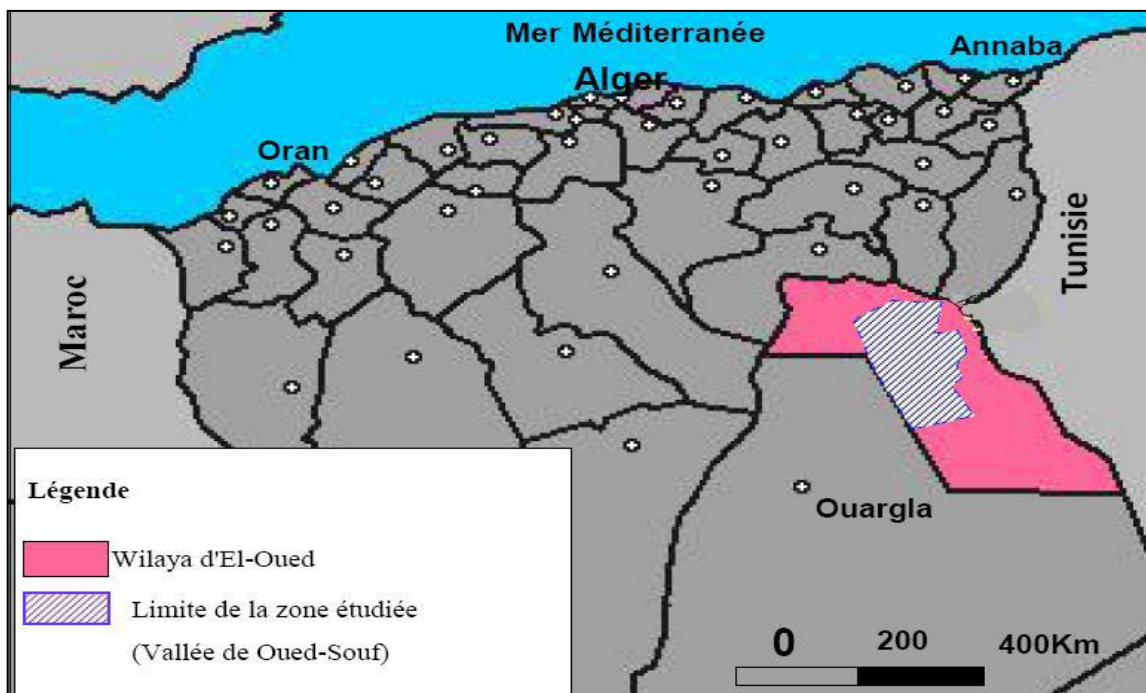 Mer Méditerranée
Annaba
Alger
Oran
Tunisie
Maroc
Ouargla
Légende
Wilaya d'El-Oued
Limite de la zone étudiée
(Vallée de Oued-Souf)
0 200 400Km